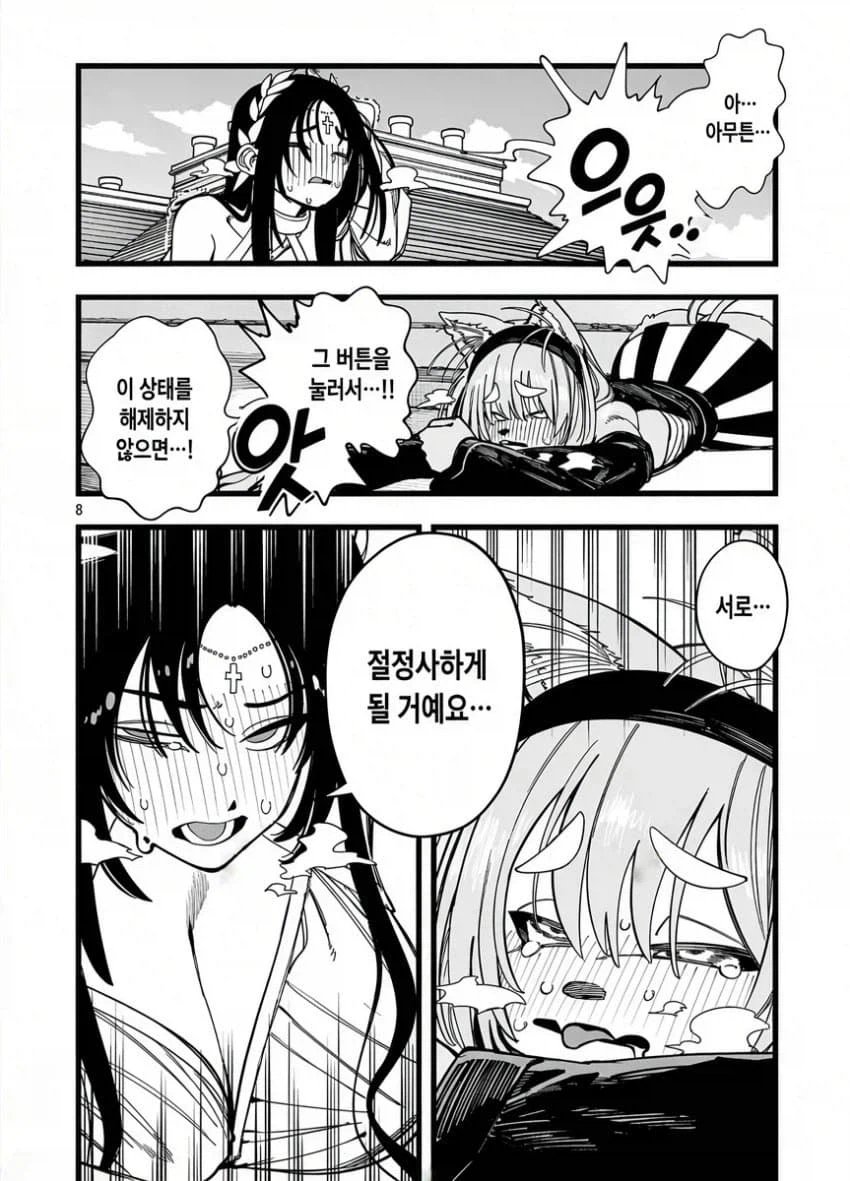 아…
아무튼…
으읏…
그 버튼을
눌러서…!!
앗
이 상태를
해제하지
않으면…!
8
서로…
절정사하게
될 거예요…